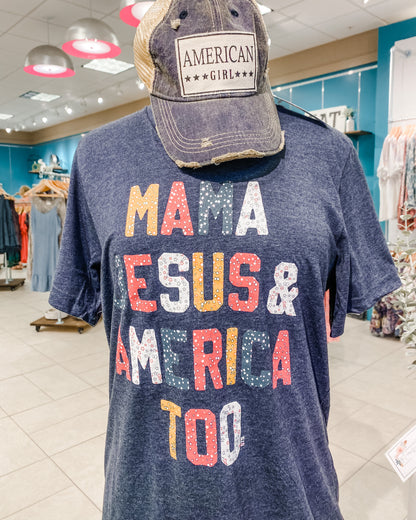 AMERICAN
★★★ GIRL ★★★
MAMA
JESUS &
AMERICA
TOO